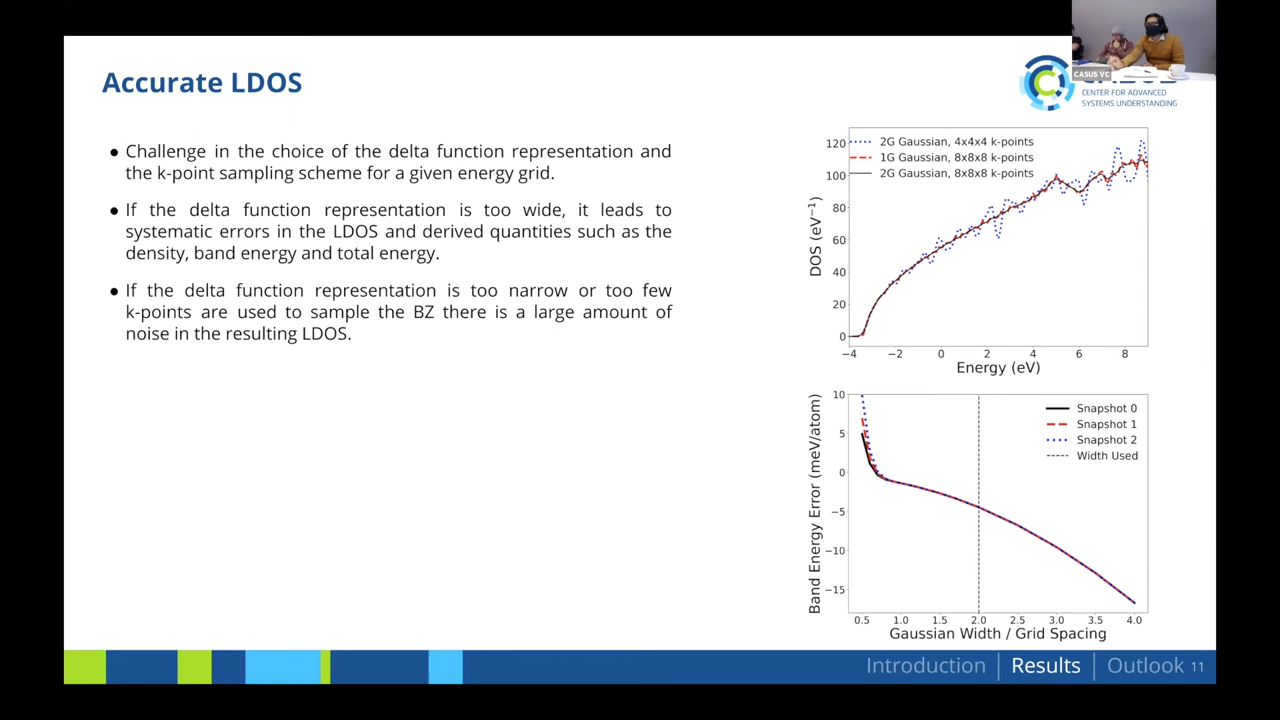 Accurate LDOS
CASUS VC
CENTER FOR ADVANCED
SYSTEMS UNDERSTANDING
● Challenge in the choice of the delta function representation and
the k-point sampling scheme for a given energy grid.
● If the delta function representation is too wide, it leads to
systematic errors in the LDOS and derived quantities such as the
density, band energy and total energy.
● If the delta function representation is too narrow or too few
k-points are used to sample the BZ there is a large amount of
noise in the resulting LDOS.
2G Gaussian, 4x4x4 k-points
1G Gaussian, 8x8x8 k-points
2G Gaussian, 8x8x8 k-points
120
100
80
60
40
20
0
DOS (eV⁻¹)
−4 −2 0 2 4 6 8
Energy (eV)
Snapshot 0
Snapshot 1
Snapshot 2
Width Used
10
5
0
−5
−10
−15
Band Energy Error (meV/atom)
0.5 1.0 1.5 2.0 2.5 3.0 3.5 4.0
Gaussian Width / Grid Spacing
Introduction | Results | Outlook 11